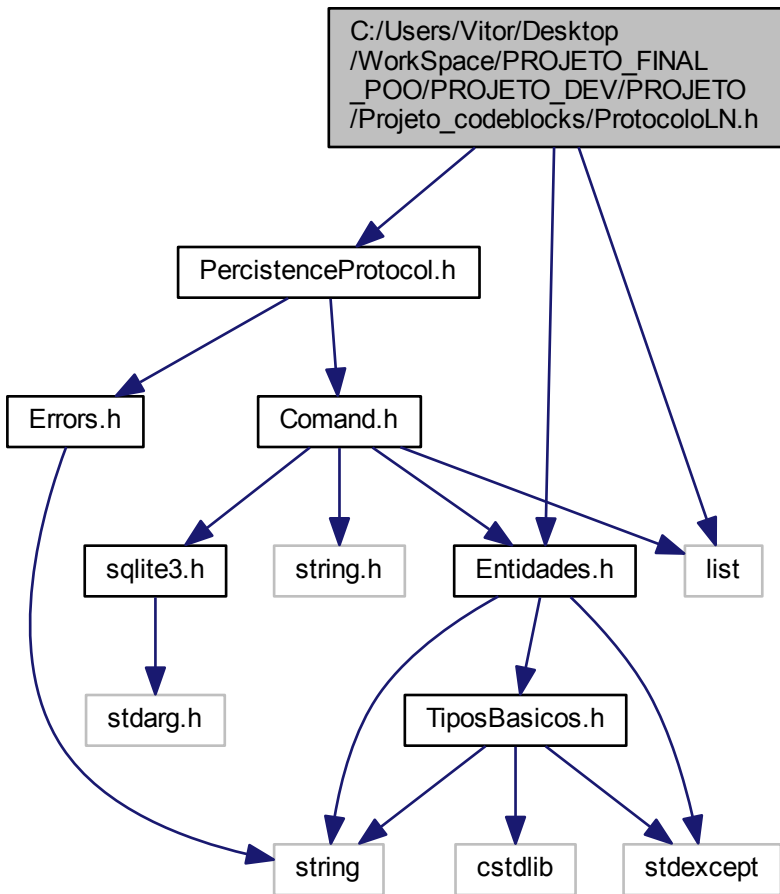 C:/Users/Vitor/Desktop
/WorkSpace/PROJETO_FINAL
_POO/PROJETO_DEV/PROJETO
/Projeto_codeblocks/ProtocoloLN.h
PercistenceProtocol.h
Errors.h
Comand.h
sqlite3.h
string.h
Entidades.h
list
stdarg.h
TiposBasicos.h
string
cstdlib
stdexcept